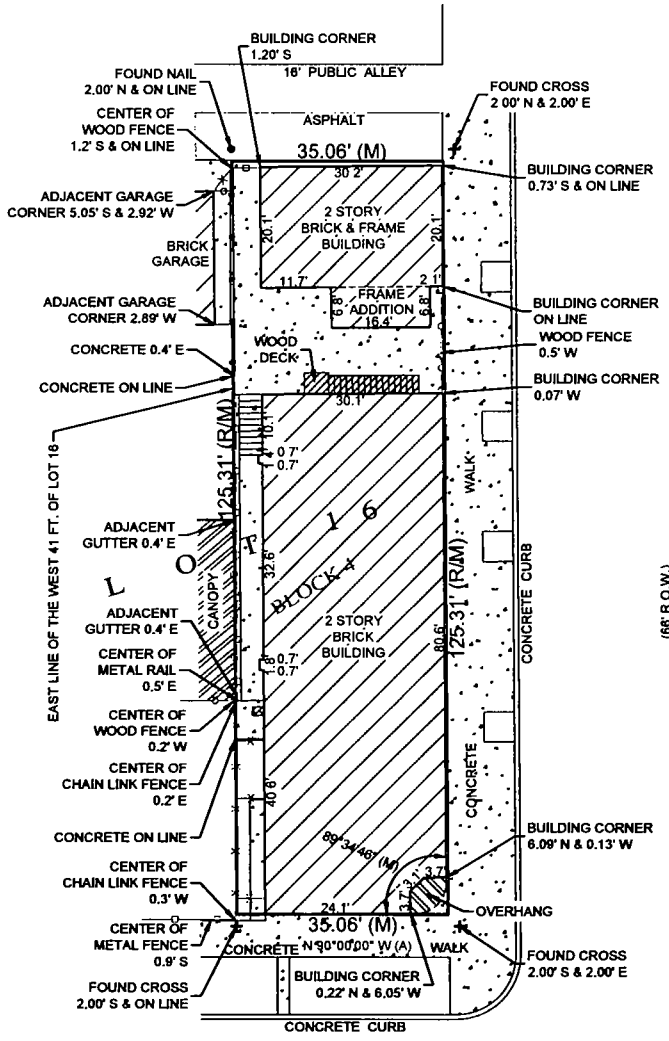 BUILDING CORNER
1.20' S
16' PUBLIC ALLEY
FOUND NAIL
2.00' N & ON LINE
FOUND CROSS
2.00' N & 2.00' E
CENTER OF
WOOD FENCE
1.2' S & ON LINE
ASPHALT
35.06' (M)
30.2'
BUILDING CORNER
0.73' S & ON LINE
ADJACENT GARAGE
CORNER 5.05' S & 2.92' W
20.1'
2 STORY
BRICK & FRAME
BUILDING
20.1'
BRICK
GARAGE
11.7'
2.1'
FRAME
ADDITION
6.8'
6.8'
16.4'
ADJACENT GARAGE
CORNER 2.89' W
BUILDING CORNER
ON LINE
WOOD FENCE
0.5' W
WOOD
DECK
CONCRETE 0.4' E
CONCRETE ON LINE
BUILDING CORNER
0.07' W
30.1'
10.1'
125.31' (R/M)
0.7'
0.7'
EAST LINE OF THE WEST 41 FT. OF LOT 16
WALK
ADJACENT
GUTTER 0.4' E
LOT 16
BLOCK 4
32.6'
CANOPY
125.31' (R/M)
80.6'
CONCRETE CURB
(66' R.O.W.)
ADJACENT
GUTTER 0.4' E
2 STORY
BRICK
BUILDING
CENTER OF
METAL RAIL
0.5' E
0.7'
1.8'
0.7'
CENTER OF
WOOD FENCE
0.2' W
CENTER OF
CHAIN LINK FENCE
0.2' E
CONCRETE
40.6'
CONCRETE ON LINE
89°34'46" (M)
BUILDING CORNER
6.09' N & 0.13' W
CENTER OF
CHAIN LINK FENCE
0.3' W
3.7'
3.1'
3.7'
OVERHANG
24.1'
35.06' (M)
N 90°00'00" W (A)
CENTER OF
METAL FENCE
0.9' S
CONCRETE
WALK
FOUND CROSS
2.00' S & 2.00' E
FOUND CROSS
2.00' S & ON LINE
BUILDING CORNER
0.22' N & 6.05' W
CONCRETE CURB